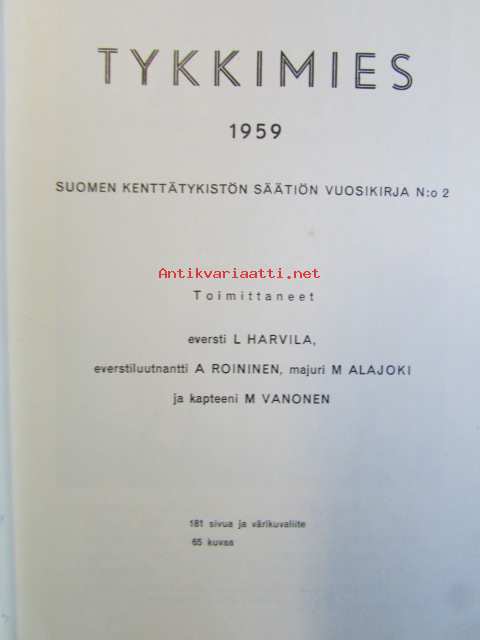 TYKKIMIES
1959
SUOMEN KENTTÄTYKISTÖN SÄÄTIÖN VUOSIKIRJA N:o 2
Antikvariaatti.net
Toimittaneet
eversti L HARVILA,
everstiluutnantti A ROININEN, majuri M ALAJOKI
ja kapteeni M VANONEN
181 sivua ja värikuvaliite
65 kuvaa